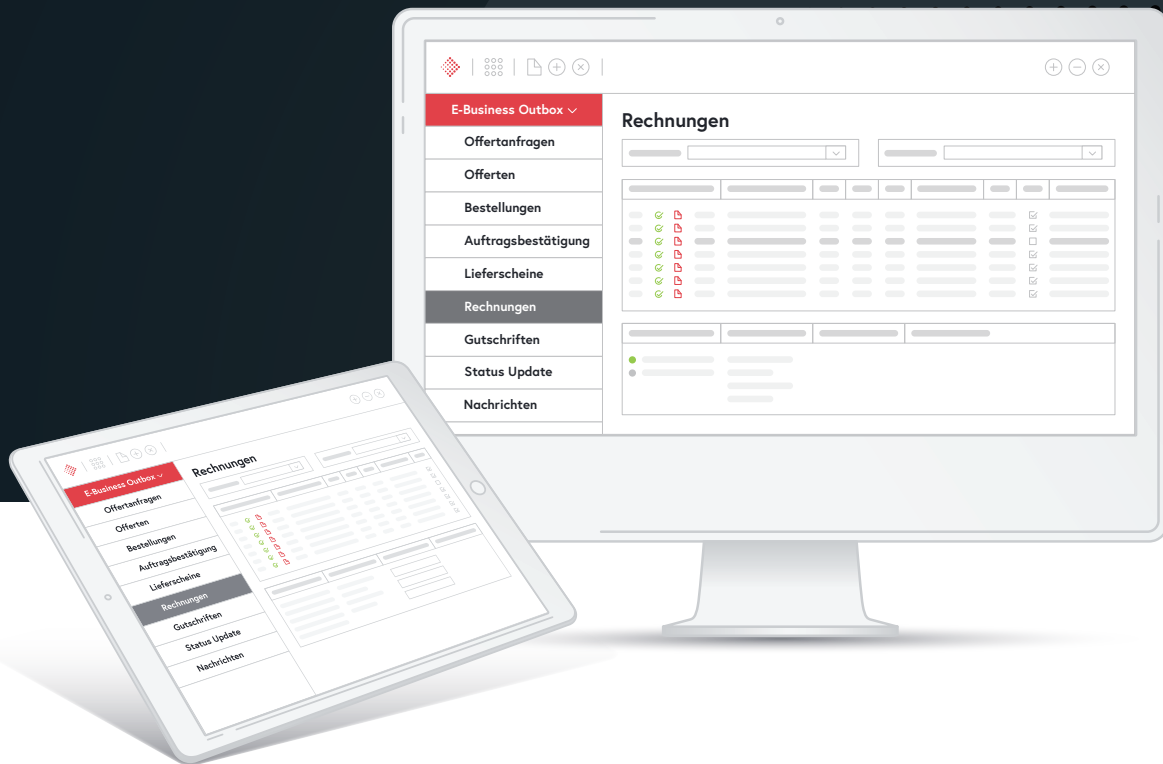 E-Business Outbox
Rechnungen
Offertanfragen
Offerten
Bestellungen
Auftragsbestätigung
Lieferscheine
Rechnungen
Gutschriften
Status Update
Nachrichten
E-Business Outbox
Rechnungen
Offertanfragen
Offerten
Bestellungen
Auftragsbestätigung
Lieferscheine
Rechnungen
Gutschriften
Status Update
Nachrichten